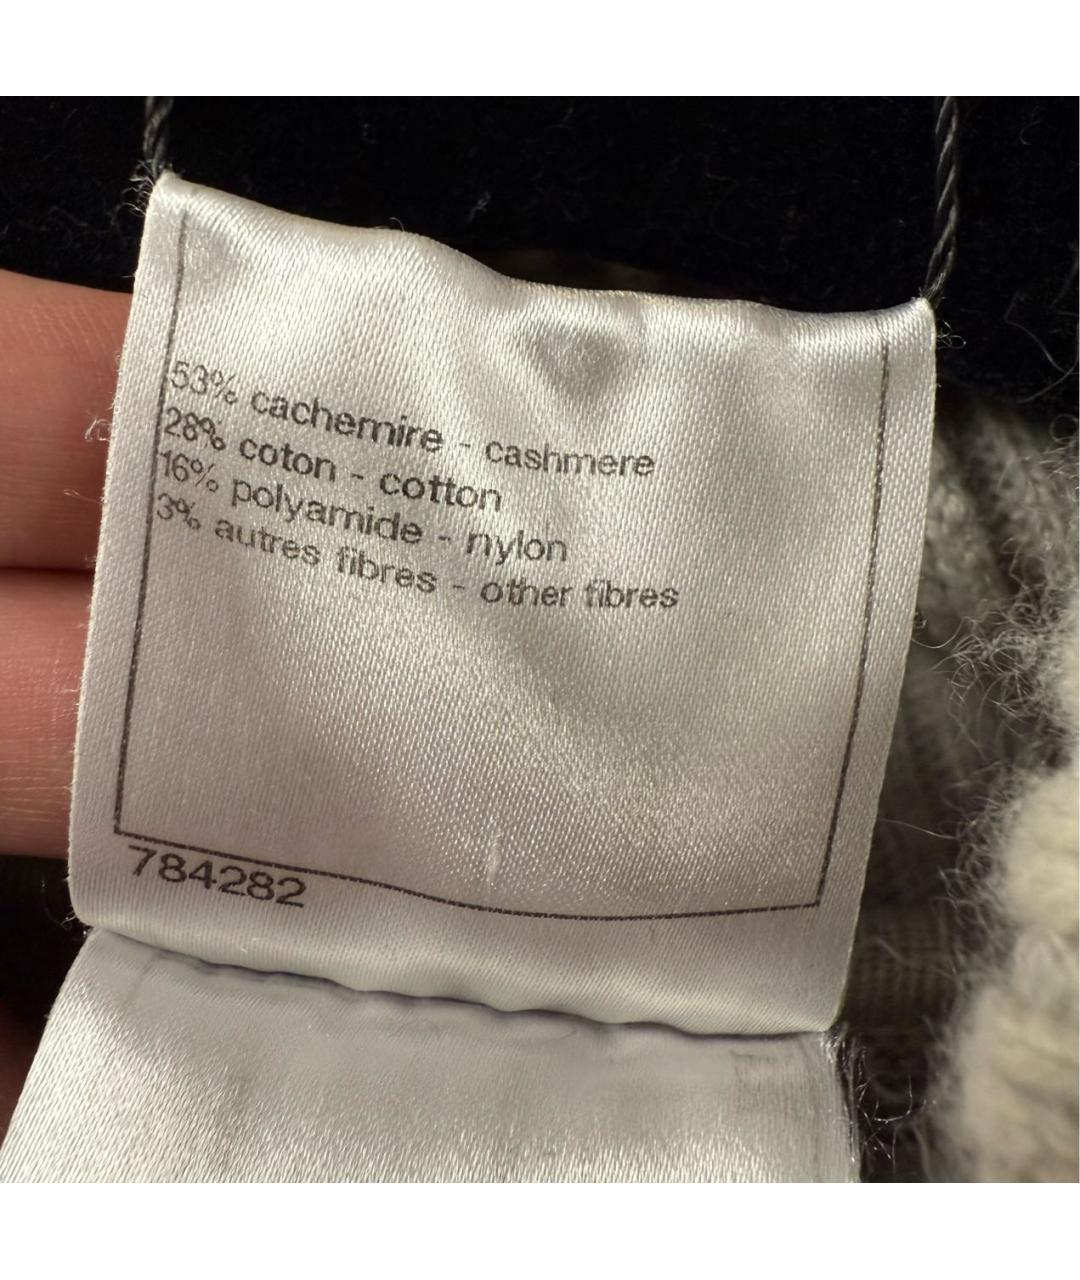 53% cachemire - cashmere
28% coton - cotton
16% polyamide - nylon
3% autres fibres - other fibres
784282